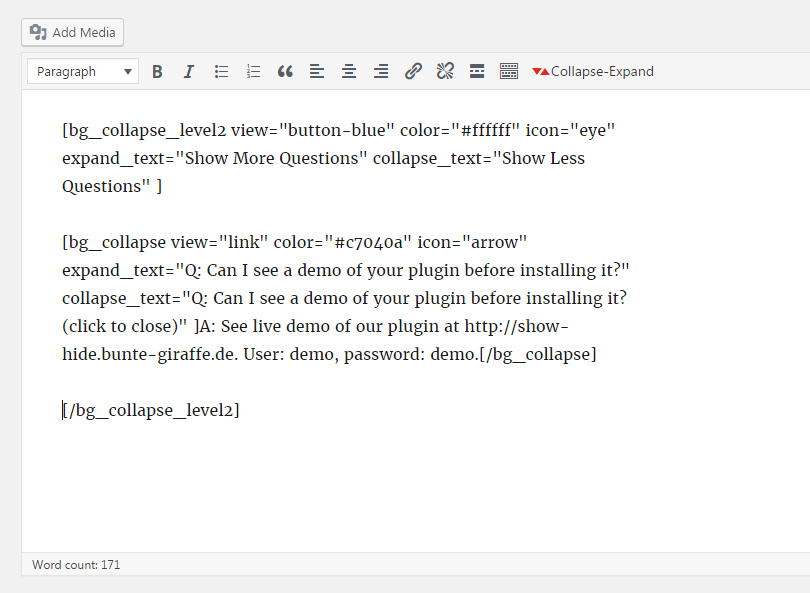 Add Media
Paragraph B I Collapse-Expand
[bg_collapse_level2 view="button-blue" color="#ffffff" icon="eye"
expand_text="Show More Questions" collapse_text="Show Less
Questions" ]
[bg_collapse view="link" color="#c7040a" icon="arrow"
expand_text="Q: Can I see a demo of your plugin before installing it?"
collapse_text="Q: Can I see a demo of your plugin before installing it?
(click to close)" ]A: See live demo of our plugin at http://show-
hide.bunte-giraffe.de. User: demo, password: demo.[/bg_collapse]
[/bg_collapse_level2]
Word count: 171